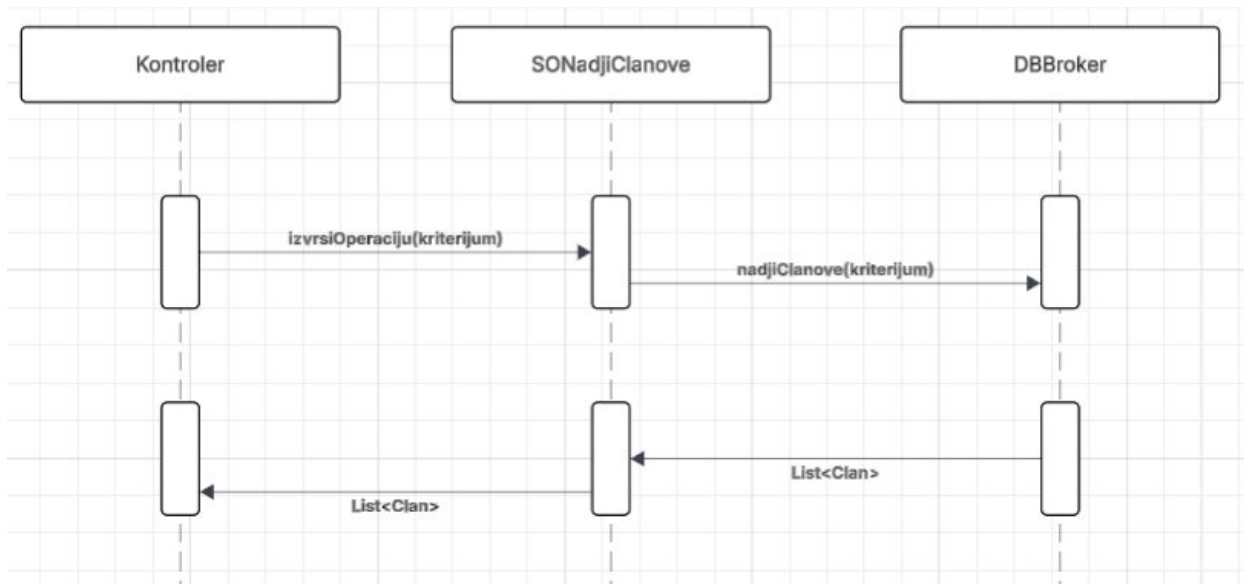 Kontroler
SONadjiClanove
DBBroker
izvrsiOperaciju(kriterijum)
nadjiClanove(kriterijum)
List<Clan>
List<Clan>